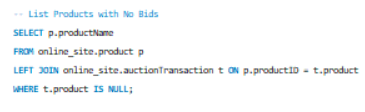 -- List Products with No Bids
SELECT p.productName
FROM online_site.product p
LEFT JOIN online_site.auctionTransaction t ON p.productID = t.product
WHERE t.product IS NULL;